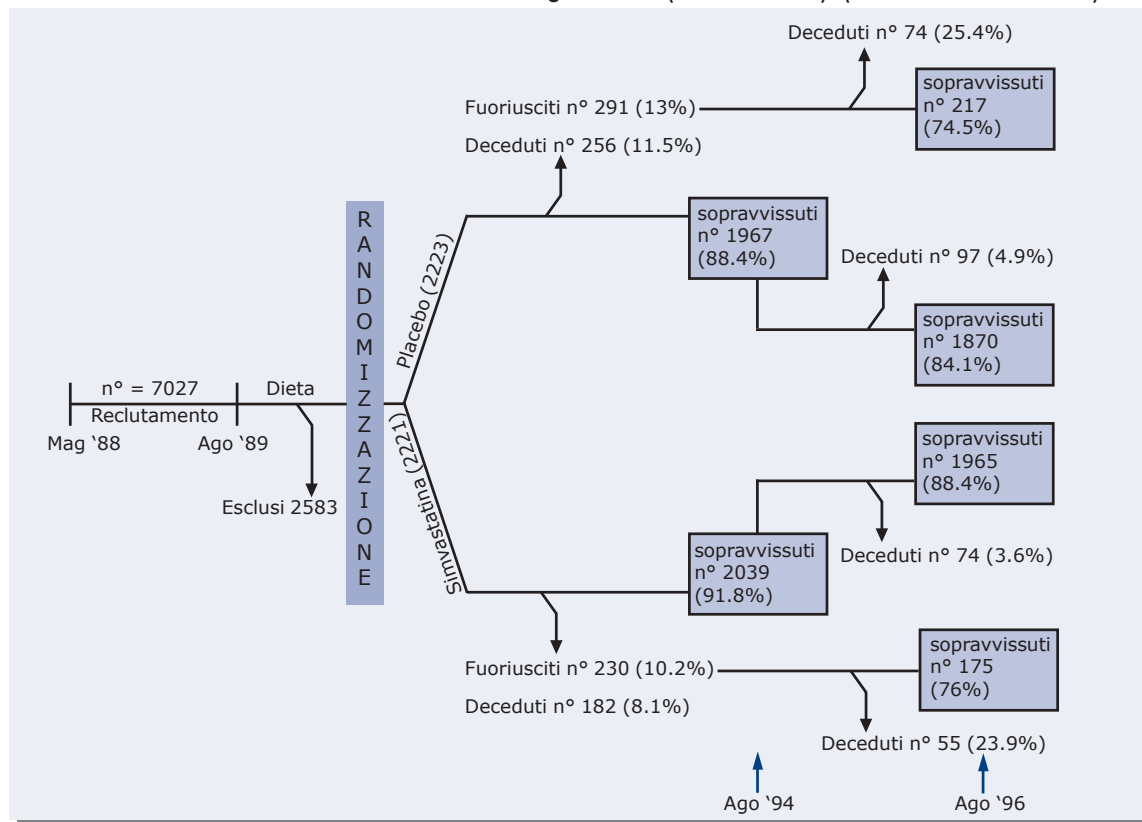 Deceduti n° 74 (25.4%)
sopravvissuti
n° 217
(74.5%)
Fuoriusciti n° 291 (13%)
Deceduti n° 256 (11.5%)
sopravvissuti
n° 1967
(88.4%)
Deceduti n° 97 (4.9%)
sopravvissuti
n° 1870
(84.1%)
Placebo (2223)
RANDOMIZZAZIONE
n° = 7027
Dieta
Reclutamento
Mag ‘88
Ago ‘89
Esclusi 2583
Simvastatina (2221)
sopravvissuti
n° 1965
(88.4%)
sopravvissuti
n° 2039
(91.8%)
Deceduti n° 74 (3.6%)
Fuoriusciti n° 230 (10.2%)
Deceduti n° 182 (8.1%)
sopravvissuti
n° 175
(76%)
Deceduti n° 55 (23.9%)
Ago ‘94
Ago ‘96